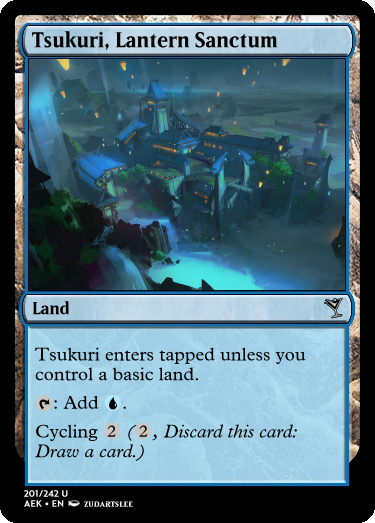 Tsukuri, Lantern Sanctum
Land
Tsukuri enters tapped unless you
control a basic land.
: Add .
Cycling 2 (2, Discard this card:
Draw a card.)
201/242 U
AEK • EN ZUDARTSLEE